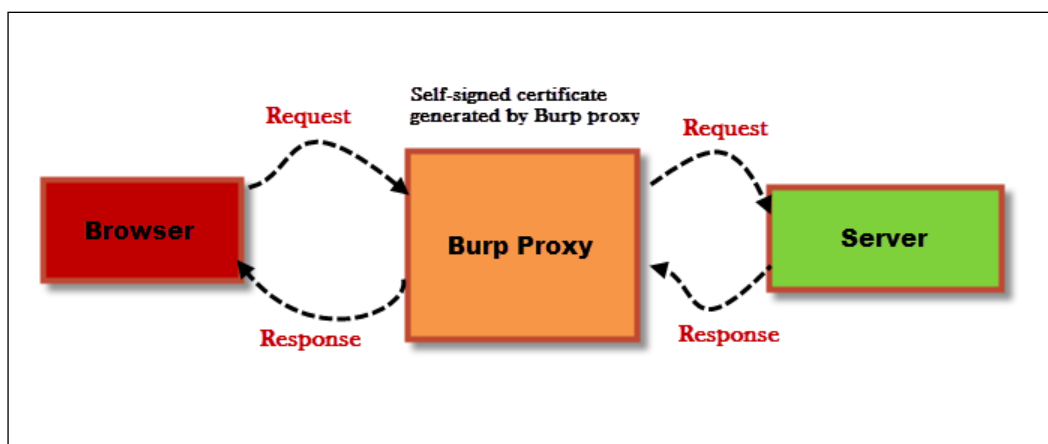 Self-signed certificate
generated by Burp proxy
Request
Request
Browser
Burp Proxy
Server
Response
Response